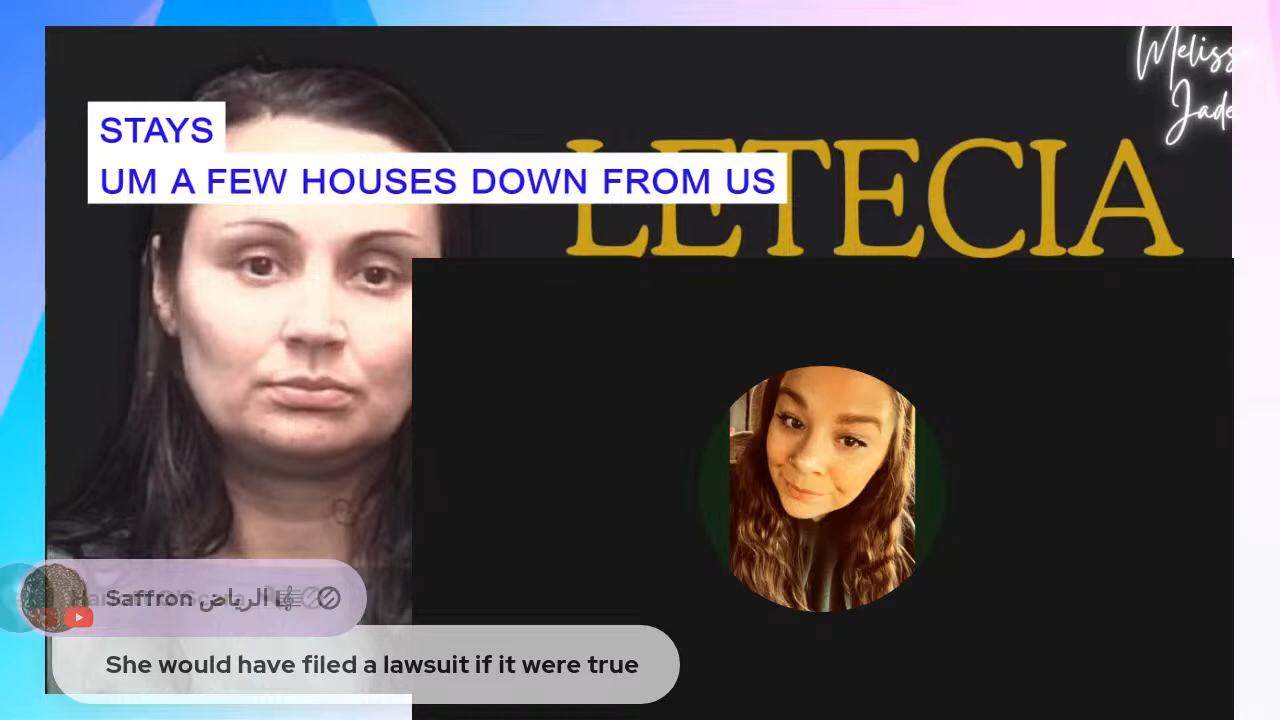 Melissa
Jade
STAYS
UM A FEW HOUSES DOWN FROM US
LETECIA
Saffron الرياض
She would have filed a lawsuit if it were true